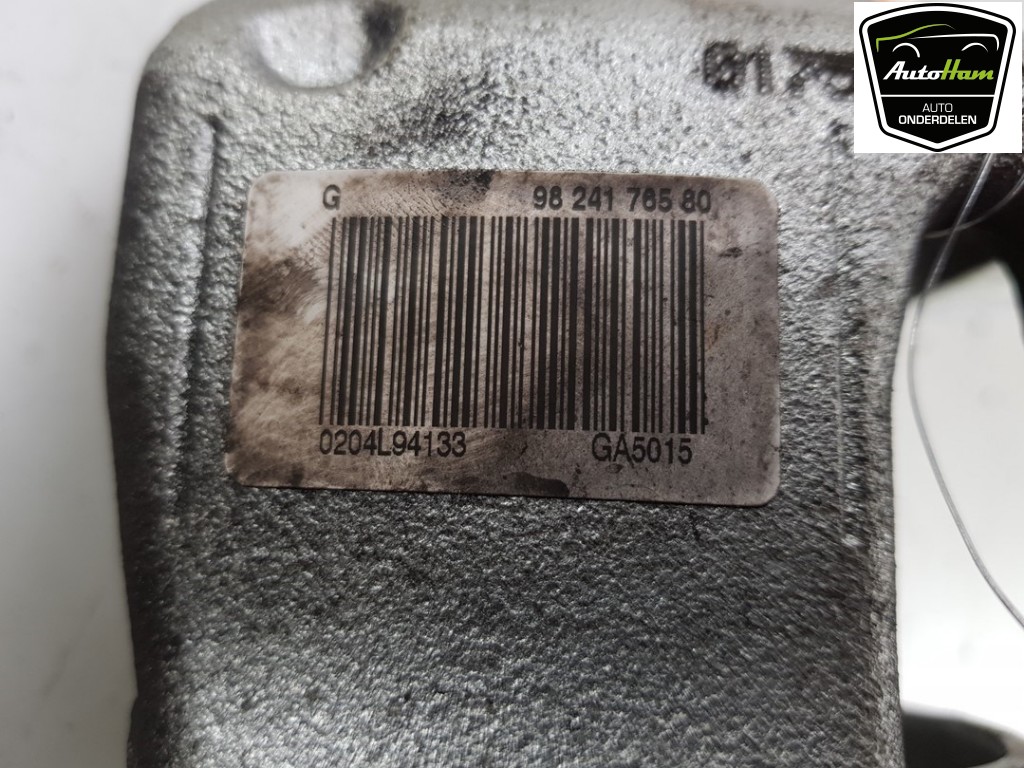 G 98 241 765 80
0204L94133 GA5015
AutoHam
AUTO
ONDERDELEN